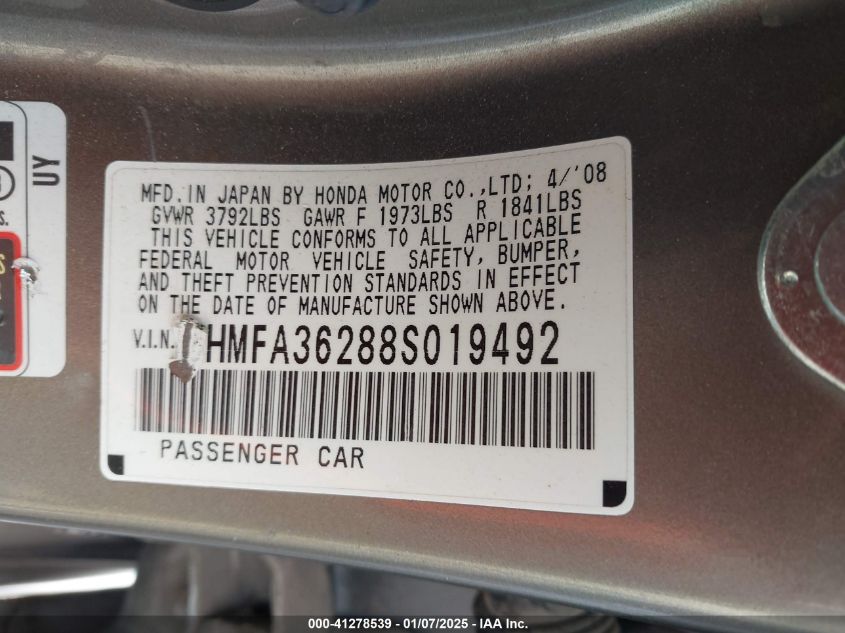 UY
S.
MFD. IN JAPAN BY HONDA MOTOR CO.,LTD; 4/'08
GVWR 3792LBS GAWR F 1973LBS R 1841LBS
THIS VEHICLE CONFORMS TO ALL APPLICABLE
FEDERAL MOTOR VEHICLE SAFETY, BUMPER,
AND THEFT PREVENTION STANDARDS IN EFFECT
ON THE DATE OF MANUFACTURE SHOWN ABOVE.
V.I.N. HMFA36288S019492
PASSENGER CAR
000-41278539 - 01/07/2025 - IAA Inc.